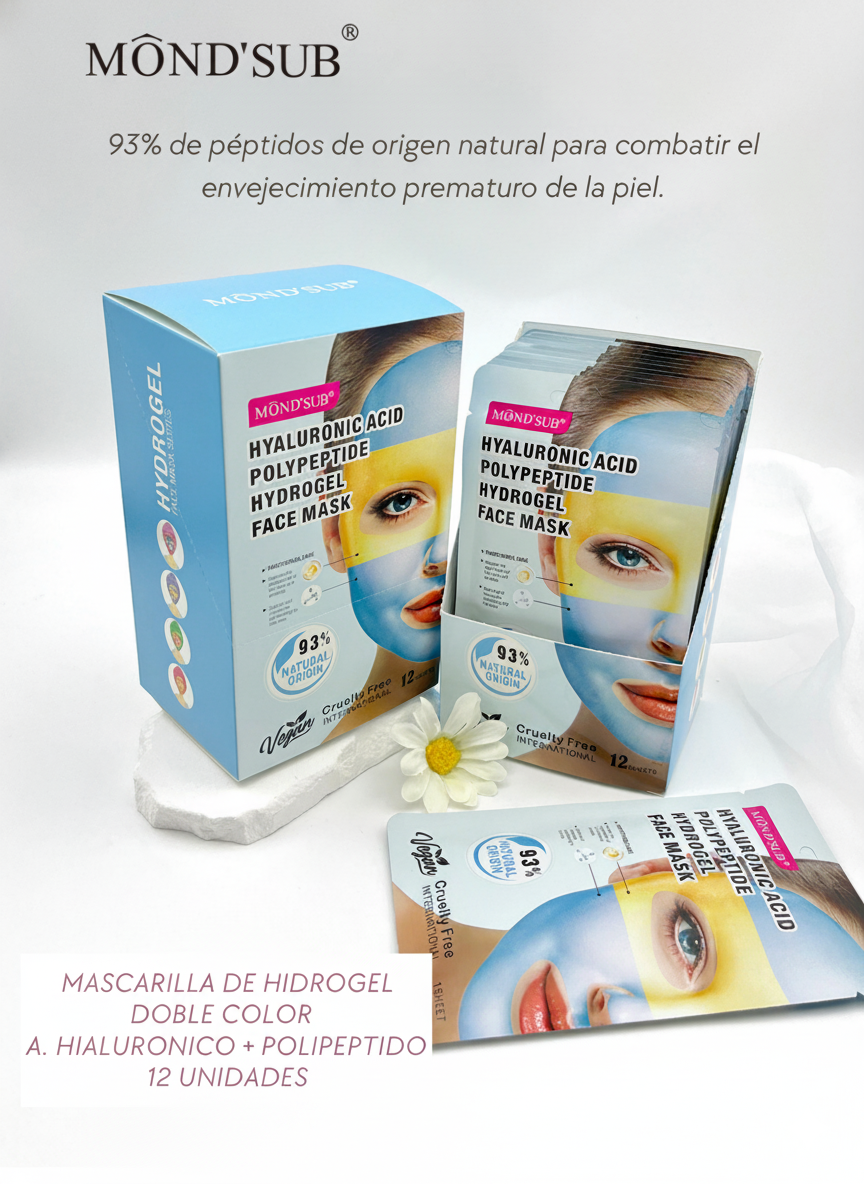 MÔND'SUB®
93% de péptidos de origen natural para combatir el
envejecimiento prematuro de la piel.
MÔND'SUB®
HYDROGEL
MÔND'SUB®
HYALURONIC ACID
POLYPEPTIDE
HYDROGEL
FACE MASK
93%
NATURAL
ORIGIN
Vegan
Cruelty Free
INTERNATIONAL
12
MÔND'SUB®
HYALURONIC ACID
POLYPEPTIDE
HYDROGEL
FACE MASK
93%
NATURAL
Cruelty Free
INTERNATIONAL
12 SHEETS
MÔND'SUB®
HYALURONIC ACID
POLYPEPTIDE
HYDROGEL
FACE MASK
93%
NATURAL
ORIGIN
Vegan
Cruelty Free
INTERNATIONAL
1 SHEET
MASCARILLA DE HIDROGEL
DOBLE COLOR
A. HIALURONICO + POLIPEPTIDO
12 UNIDADES